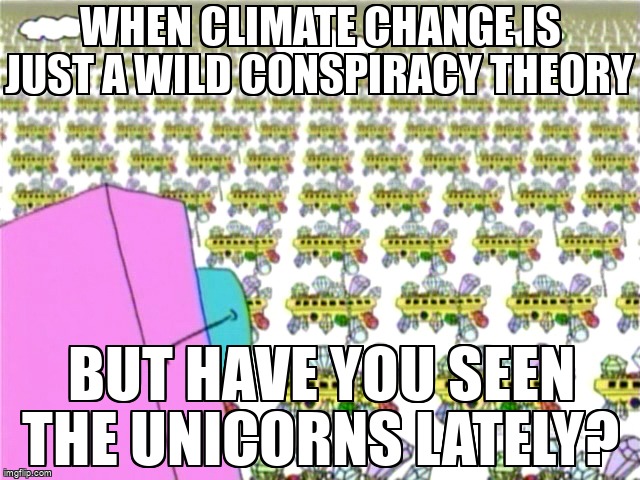 WHEN CLIMATE CHANGE IS
JUST A WILD CONSPIRACY THEORY
BUT HAVE YOU SEEN
THE UNICORNS LATELY?
imgflip.com